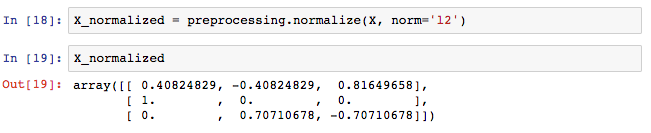 In [18]: X_normalized = preprocessing.normalize(X, norm='l2')
In [19]: X_normalized
Out[19]: array([[ 0.40824829, -0.40824829,  0.81649658],
       [ 1.        ,  0.        ,  0.        ],
       [ 0.        ,  0.70710678, -0.70710678]])